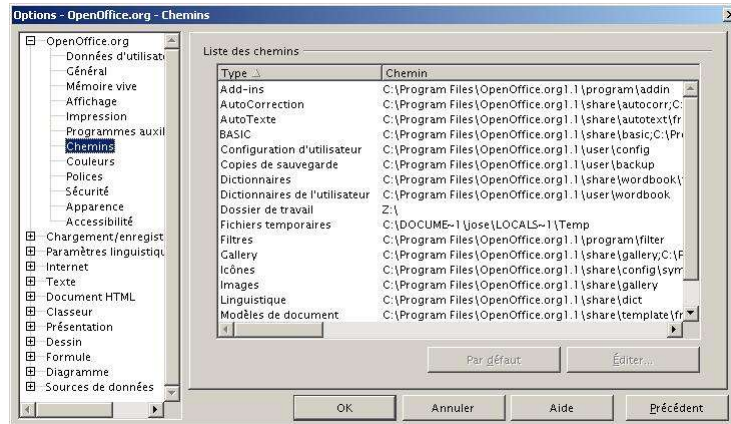 Options - OpenOffice.org - Chemins
OpenOffice.org
Données d'utilisat
Général
Mémoire vive
Affichage
Impression
Programmes auxil
Chemins
Couleurs
Polices
Sécurité
Apparence
Accessibilité
Chargement/enregist
Paramètres linguistiqu
Internet
Texte
Document HTML
Classeur
Présentation
Dessin
Formule
Diagramme
Sources de données
Liste des chemins
Type Chemin
Add-ins C:\Program Files\OpenOffice.org1.1\program\addin
AutoCorrection C:\Program Files\OpenOffice.org1.1\share\autocorr;C:
AutoTexte C:\Program Files\OpenOffice.org1.1\share\autotext\fr
BASIC C:\Program Files\OpenOffice.org1.1\share\basic;C:\Pr
Configuration d'utilisateur C:\Program Files\OpenOffice.org1.1\user\config
Copies de sauvegarde C:\Program Files\OpenOffice.org1.1\user\backup
Dictionnaires C:\Program Files\OpenOffice.org1.1\share\wordbook\
Dictionnaires de l'utilisateur C:\Program Files\OpenOffice.org1.1\user\wordbook
Dossier de travail Z:\
Fichiers temporaires C:\DOCUME~1\jose\LOCALS~1\Temp
Filtres C:\Program Files\OpenOffice.org1.1\program\filter
Gallery C:\Program Files\OpenOffice.org1.1\share\gallery;C:\P
Icônes C:\Program Files\OpenOffice.org1.1\share\config\sym
Images C:\Program Files\OpenOffice.org1.1\share\gallery
Linguistique C:\Program Files\OpenOffice.org1.1\share\dict
Modèles de document C:\Program Files\OpenOffice.org1.1\share\template\fr
Par défaut Éditer...
OK Annuler Aide Précédent